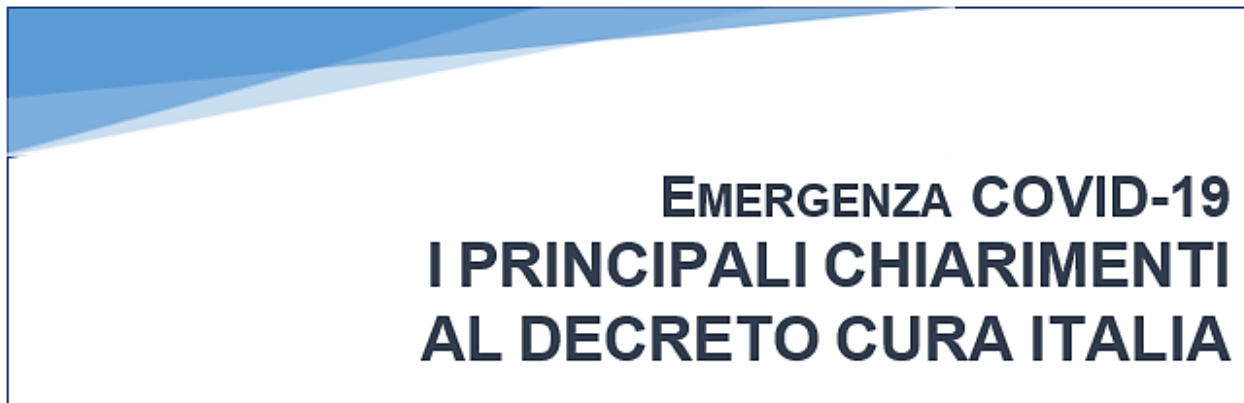 EMERGENZA COVID-19
I PRINCIPALI CHIARIMENTI
AL DECRETO CURA ITALIA